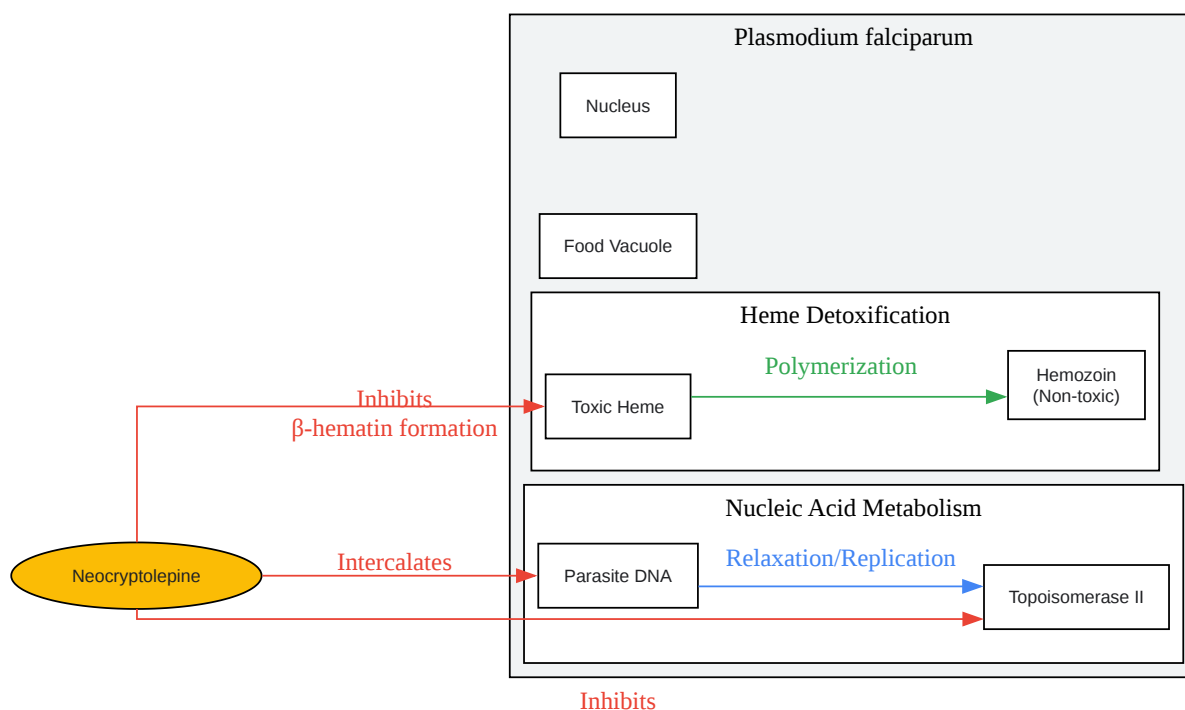 Plasmodium falciparum
Nucleus
Food Vacuole
Heme Detoxification
Polymerization
Hemozoin
(Non-toxic)
Toxic Heme
Inhibits
β-hematin formation
Nucleic Acid Metabolism
Relaxation/Replication
Intercalates
Neocryptolepine
Parasite DNA
Topoisomerase II
Inhibits